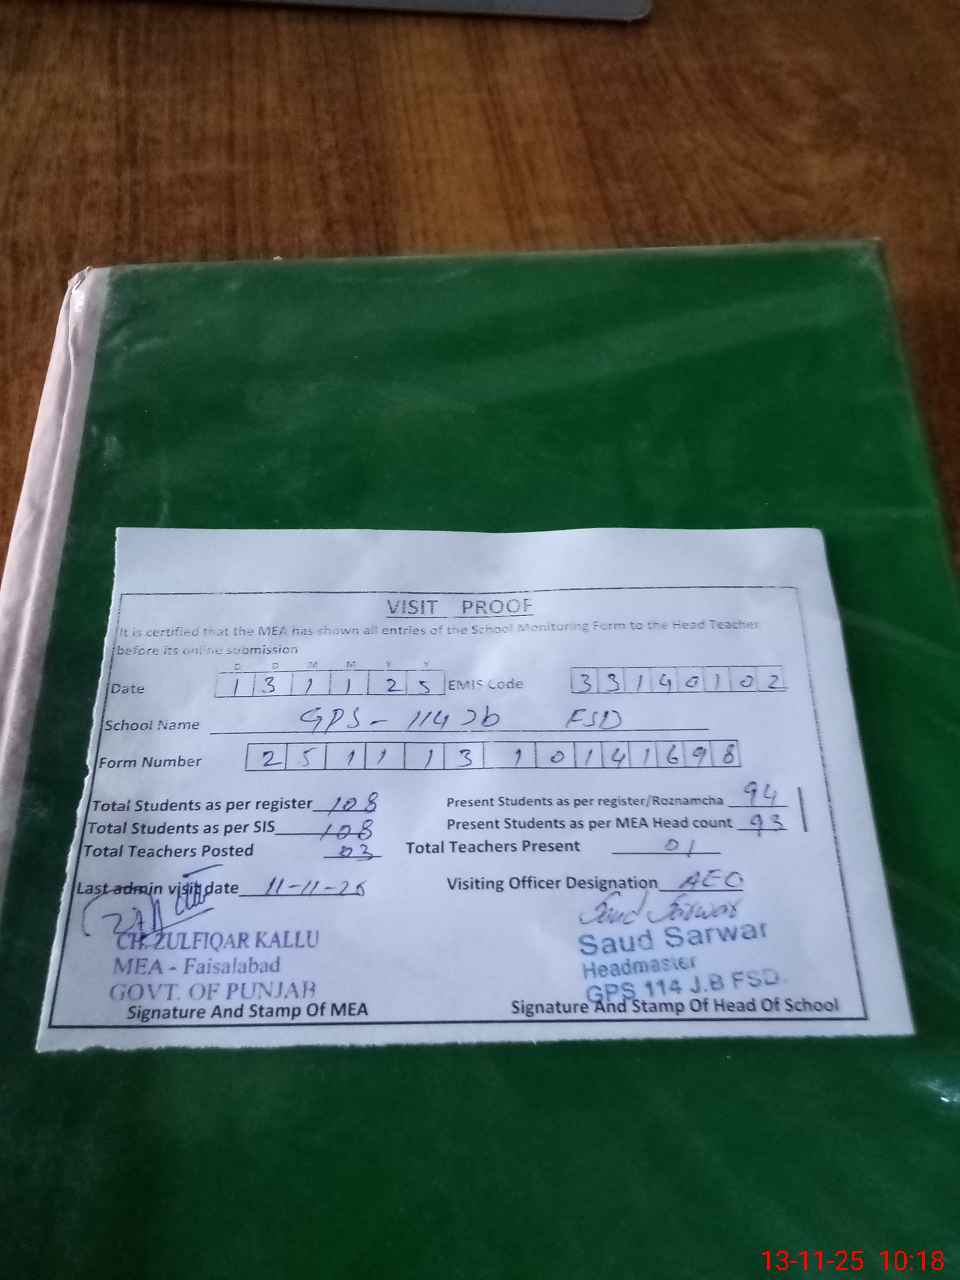 VISIT PROOF
It is certified that the MEA has shown all entries of the School Monitoring Form to the Head Teacher
before its online submission
D D M M Y Y
Date 1 3 1 1 2 5 EMIS Code 3 3 1 4 0 1 0 2
School Name GPS - 114 Jb FSD
Form Number 2 5 1 1 1 3 1 0 1 4 1 6 9 8
Total Students as per register 108 Present Students as per register/Roznamcha 94
Total Students as per SIS 108 Present Students as per MEA Head count 93
Total Teachers Posted 03 Total Teachers Present 01
Last admin visit date 11-11-25 Visiting Officer Designation AEO
Saud Sarwar
CH. ZULFIQAR KALLU Saud Sarwar
MEA - Faisalabad Headmaster
GOVT. OF PUNJAB GPS 114 J.B FSD.
Signature And Stamp Of MEA Signature And Stamp Of Head Of School
13-11-25 10:18